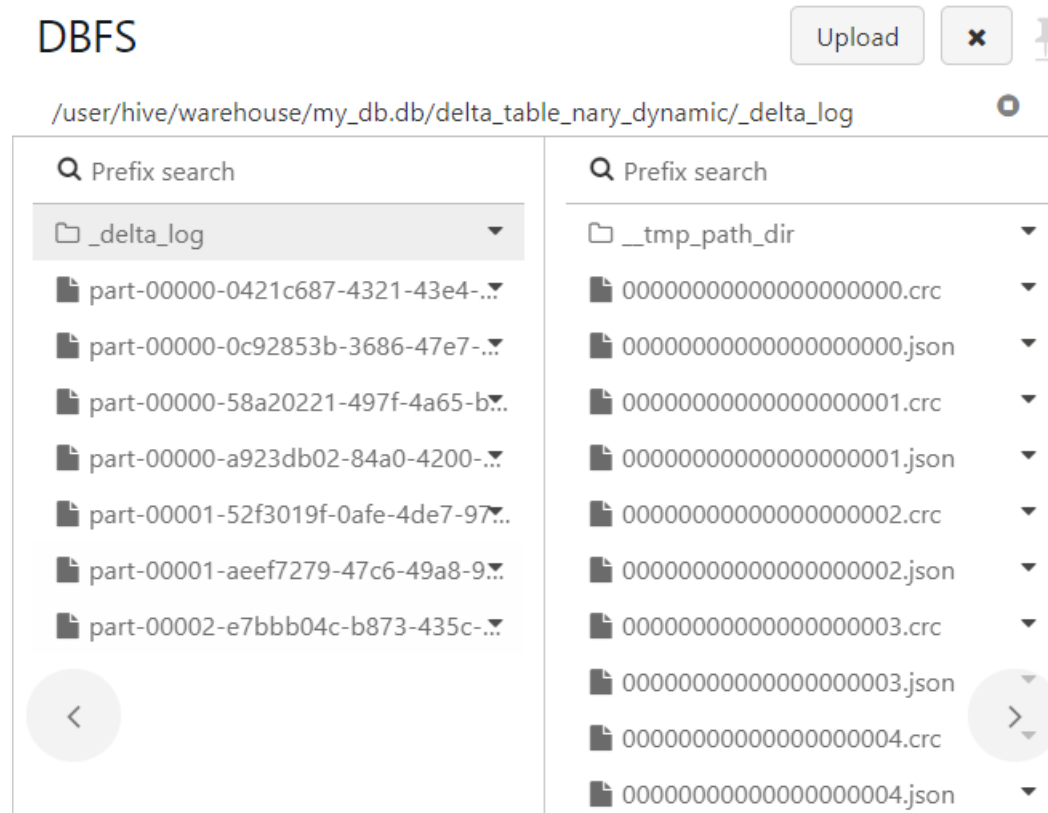 DBFS
Upload
/user/hive/warehouse/my_db.db/delta_table_nary_dynamic/_delta_log
Prefix search
_delta_log
part-00000-0421c687-4321-43e4-...
part-00000-0c92853b-3686-47e7-...
part-00000-58a20221-497f-4a65-b...
part-00000-a923db02-84a0-4200-...
part-00001-52f3019f-0afe-4de7-97...
part-00001-aeef7279-47c6-49a8-9...
part-00002-e7bbb04c-b873-435c-...
Prefix search
__tmp_path_dir
00000000000000000000.crc
00000000000000000000.json
00000000000000000001.crc
00000000000000000001.json
00000000000000000002.crc
00000000000000000002.json
00000000000000000003.crc
00000000000000000003.json
00000000000000000004.crc
00000000000000000004.json